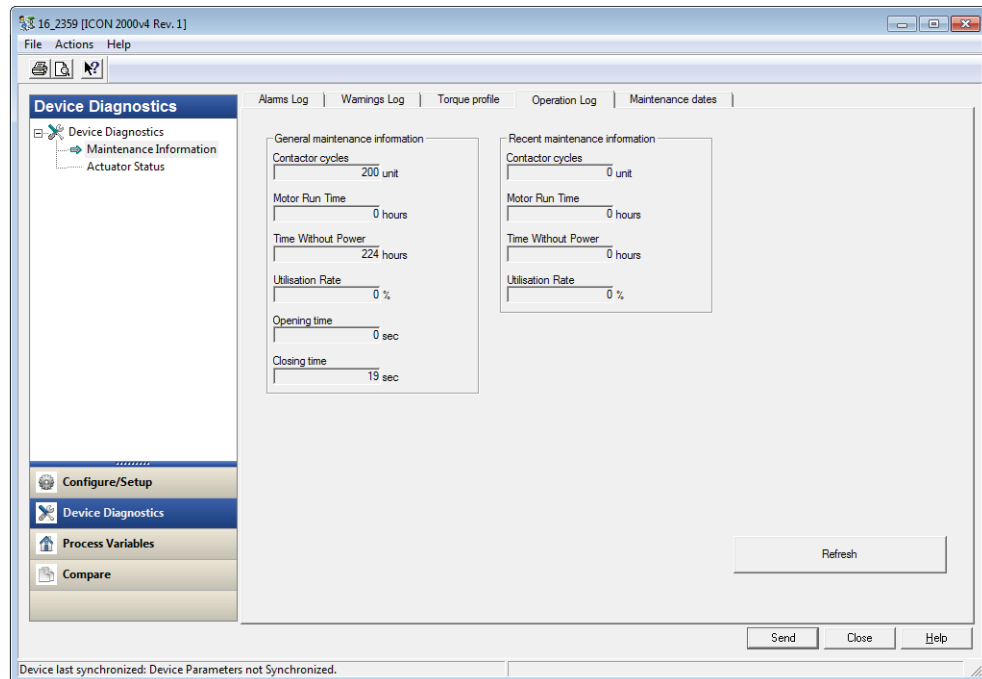 16_2359 [ICON 2000v4 Rev. 1]
File Actions Help
Device Diagnostics
Device Diagnostics
Maintenance Information
Actuator Status
Configure/Setup
Device Diagnostics
Process Variables
Compare
Alarms Log | Warnings Log | Torque profile | Operation Log | Maintenance dates |
General maintenance information
Contactor cycles
200 unit
Motor Run Time
0 hours
Time Without Power
224 hours
Utilisation Rate
0 %
Opening time
0 sec
Closing time
19 sec
Recent maintenance information
Contactor cycles
0 unit
Motor Run Time
0 hours
Time Without Power
0 hours
Utilisation Rate
0 %
Refresh
Send Close Help
Device last synchronized: Device Parameters not Synchronized.